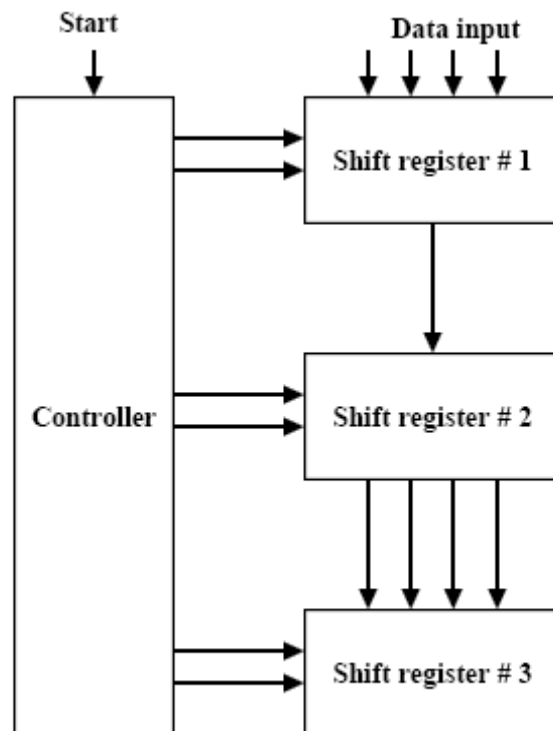 Start
Data input
Shift register # 1
Controller
Shift register # 2
Shift register # 3